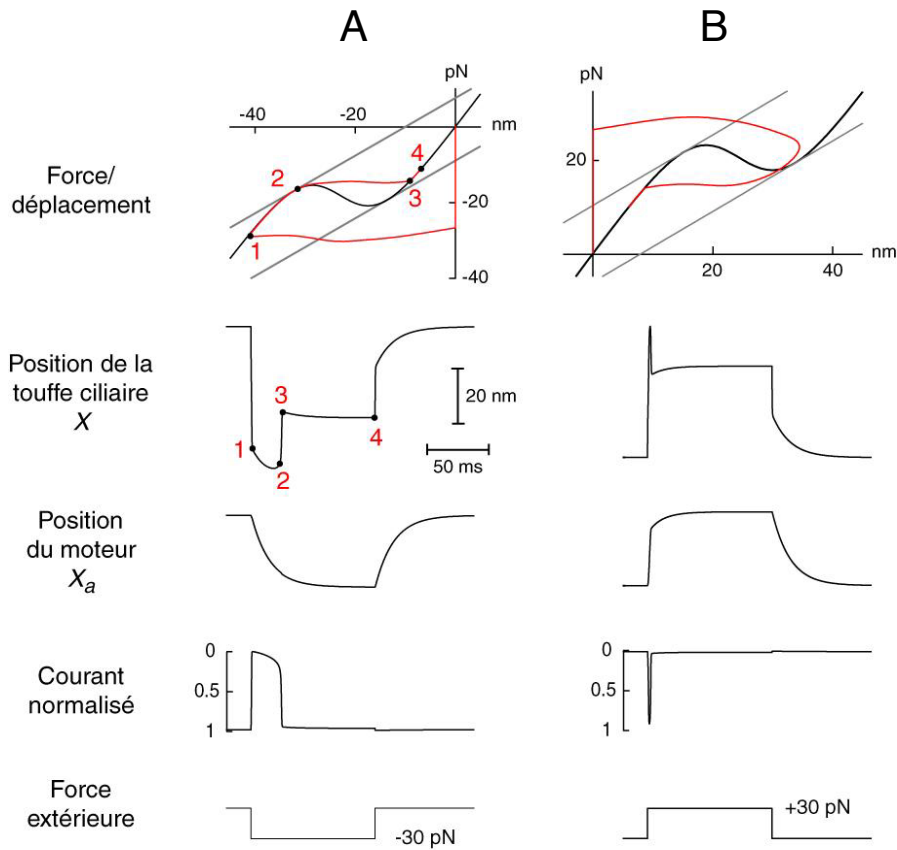 A
B
pN
-40
-20
nm
Force/
déplacement
2
4
3
1
-20
-40
pN
20
20
40
nm
Position de la
touffe ciliaire
X
1
2
3
4
20 nm
50 ms
Position
du moteur
Xa
Courant
normalisé
0
0.5
1
0
0.5
1
Force
extérieure
-30 pN
+30 pN